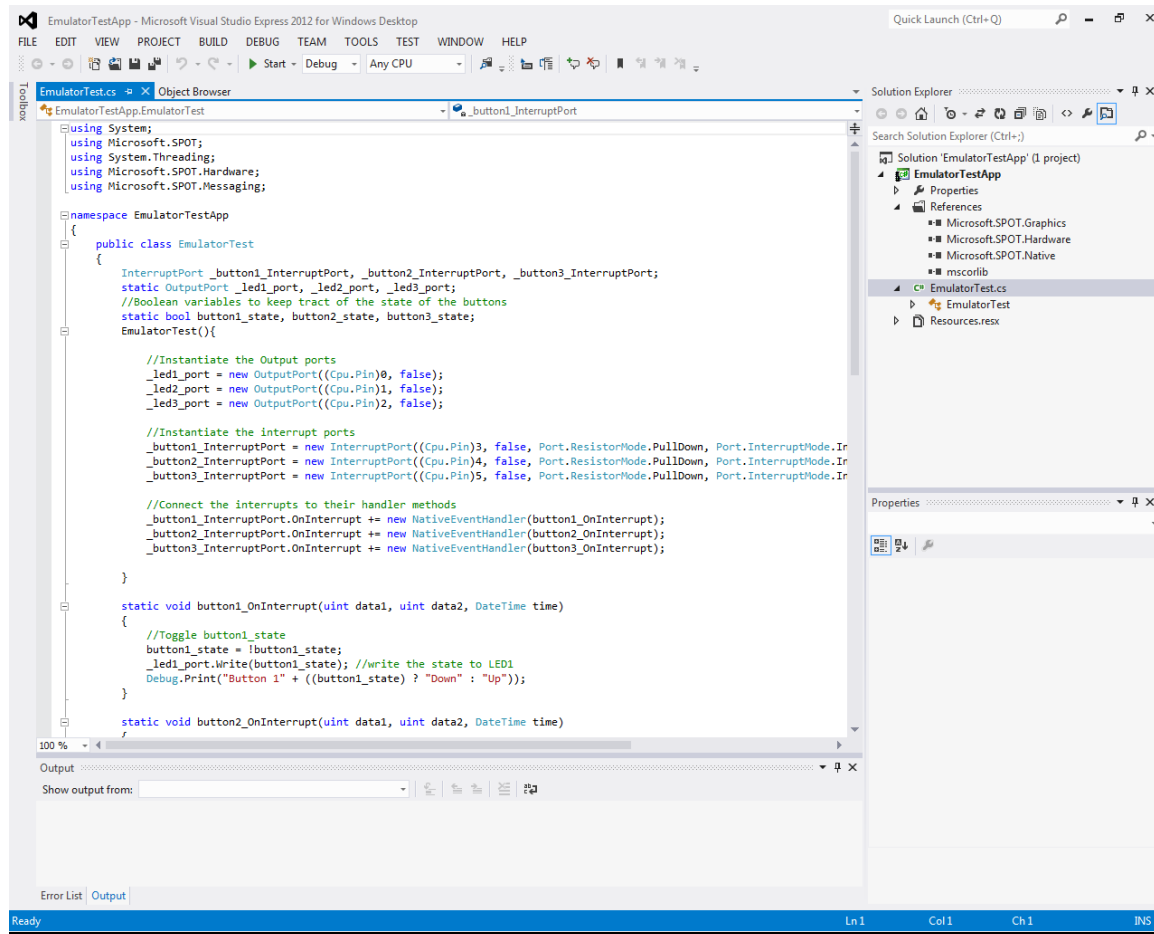 EmulatorTestApp - Microsoft Visual Studio Express 2012 for Windows Desktop
Quick Launch (Ctrl+Q)
FILE EDIT VIEW PROJECT BUILD DEBUG TEAM TOOLS TEST WINDOW HELP
Start Debug Any CPU
Toolbox
EmulatorTest.cs Object Browser
EmulatorTestApp.EmulatorTest _button1_InterruptPort
using System;
using Microsoft.SPOT;
using System.Threading;
using Microsoft.SPOT.Hardware;
using Microsoft.SPOT.Messaging;
namespace EmulatorTestApp
{
public class EmulatorTest
{
InterruptPort _button1_InterruptPort, _button2_InterruptPort, _button3_InterruptPort;
static OutputPort _led1_port, _led2_port, _led3_port;
//Boolean variables to keep tract of the state of the buttons
static bool button1_state, button2_state, button3_state;
EmulatorTest(){
//Instantiate the Output ports
_led1_port = new OutputPort((Cpu.Pin)0, false);
_led2_port = new OutputPort((Cpu.Pin)1, false);
_led3_port = new OutputPort((Cpu.Pin)2, false);
//Instantiate the interrupt ports
_button1_InterruptPort = new InterruptPort((Cpu.Pin)3, false, Port.ResistorMode.PullDown, Port.InterruptMode.In
_button2_InterruptPort = new InterruptPort((Cpu.Pin)4, false, Port.ResistorMode.PullDown, Port.InterruptMode.In
_button3_InterruptPort = new InterruptPort((Cpu.Pin)5, false, Port.ResistorMode.PullDown, Port.InterruptMode.In
//Connect the interrupts to their handler methods
_button1_InterruptPort.OnInterrupt += new NativeEventHandler(button1_OnInterrupt);
_button2_InterruptPort.OnInterrupt += new NativeEventHandler(button2_OnInterrupt);
_button3_InterruptPort.OnInterrupt += new NativeEventHandler(button3_OnInterrupt);
}
static void button1_OnInterrupt(uint data1, uint data2, DateTime time)
{
//Toggle button1_state
button1_state = !button1_state;
_led1_port.Write(button1_state); //write the state to LED1
Debug.Print("Button 1" + ((button1_state) ? "Down" : "Up"));
}
static void button2_OnInterrupt(uint data1, uint data2, DateTime time)
{
100 %
Output
Show output from:
Error List Output
Solution Explorer
Search Solution Explorer (Ctrl+;)
Solution 'EmulatorTestApp' (1 project)
EmulatorTestApp
Properties
References
Microsoft.SPOT.Graphics
Microsoft.SPOT.Hardware
Microsoft.SPOT.Native
mscorlib
C# EmulatorTest.cs
EmulatorTest
Resources.resx
Properties
Ready Ln 1 Col 1 Ch 1 INS